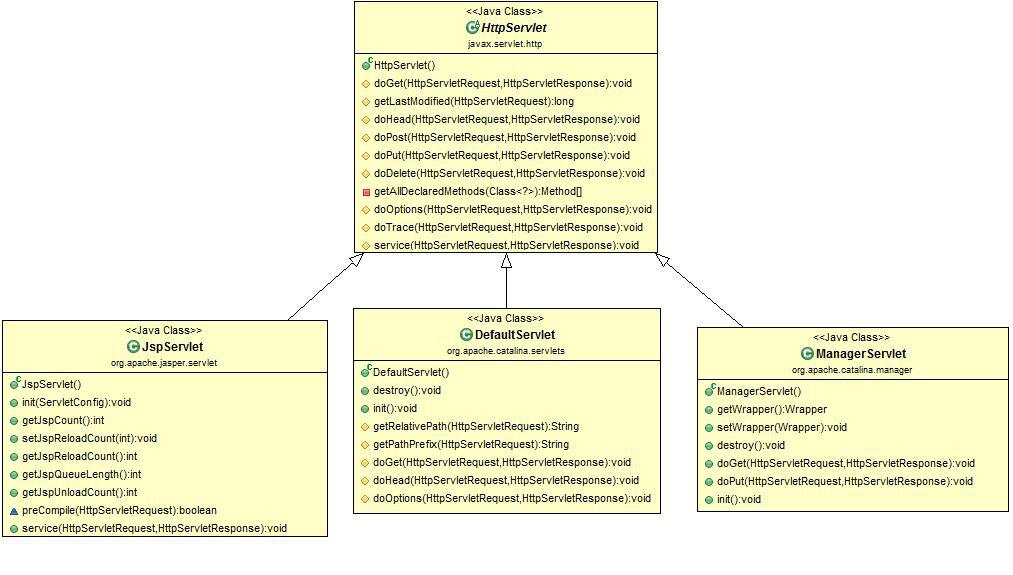 <<Java Class>>
HttpServlet
javax.servlet.http
HttpServlet()
doGet(HttpServletRequest,HttpServletResponse):void
getLastModified(HttpServletRequest):long
doHead(HttpServletRequest,HttpServletResponse):void
doPost(HttpServletRequest,HttpServletResponse):void
doPut(HttpServletRequest,HttpServletResponse):void
doDelete(HttpServletRequest,HttpServletResponse):void
getAllDeclaredMethods(Class<?>):Method[]
doOptions(HttpServletRequest,HttpServletResponse):void
doTrace(HttpServletRequest,HttpServletResponse):void
service(HttpServletRequest,HttpServletResponse):void
<<Java Class>>
JspServlet
org.apache.jasper.servlet
JspServlet()
init(ServletConfig):void
getJspCount():int
setJspReloadCount(int):void
getJspReloadCount():int
getJspQueueLength():int
getJspUnloadCount():int
preCompile(HttpServletRequest):boolean
service(HttpServletRequest,HttpServletResponse):void
<<Java Class>>
DefaultServlet
org.apache.catalina.servlets
DefaultServlet()
destroy():void
init():void
getRelativePath(HttpServletRequest):String
getPathPrefix(HttpServletRequest):String
doGet(HttpServletRequest,HttpServletResponse):void
doHead(HttpServletRequest,HttpServletResponse):void
doOptions(HttpServletRequest,HttpServletResponse):void
<<Java Class>>
ManagerServlet
org.apache.catalina.manager
ManagerServlet()
getWrapper():Wrapper
setWrapper(Wrapper):void
destroy():void
doGet(HttpServletRequest,HttpServletResponse):void
doPut(HttpServletRequest,HttpServletResponse):void
init():void